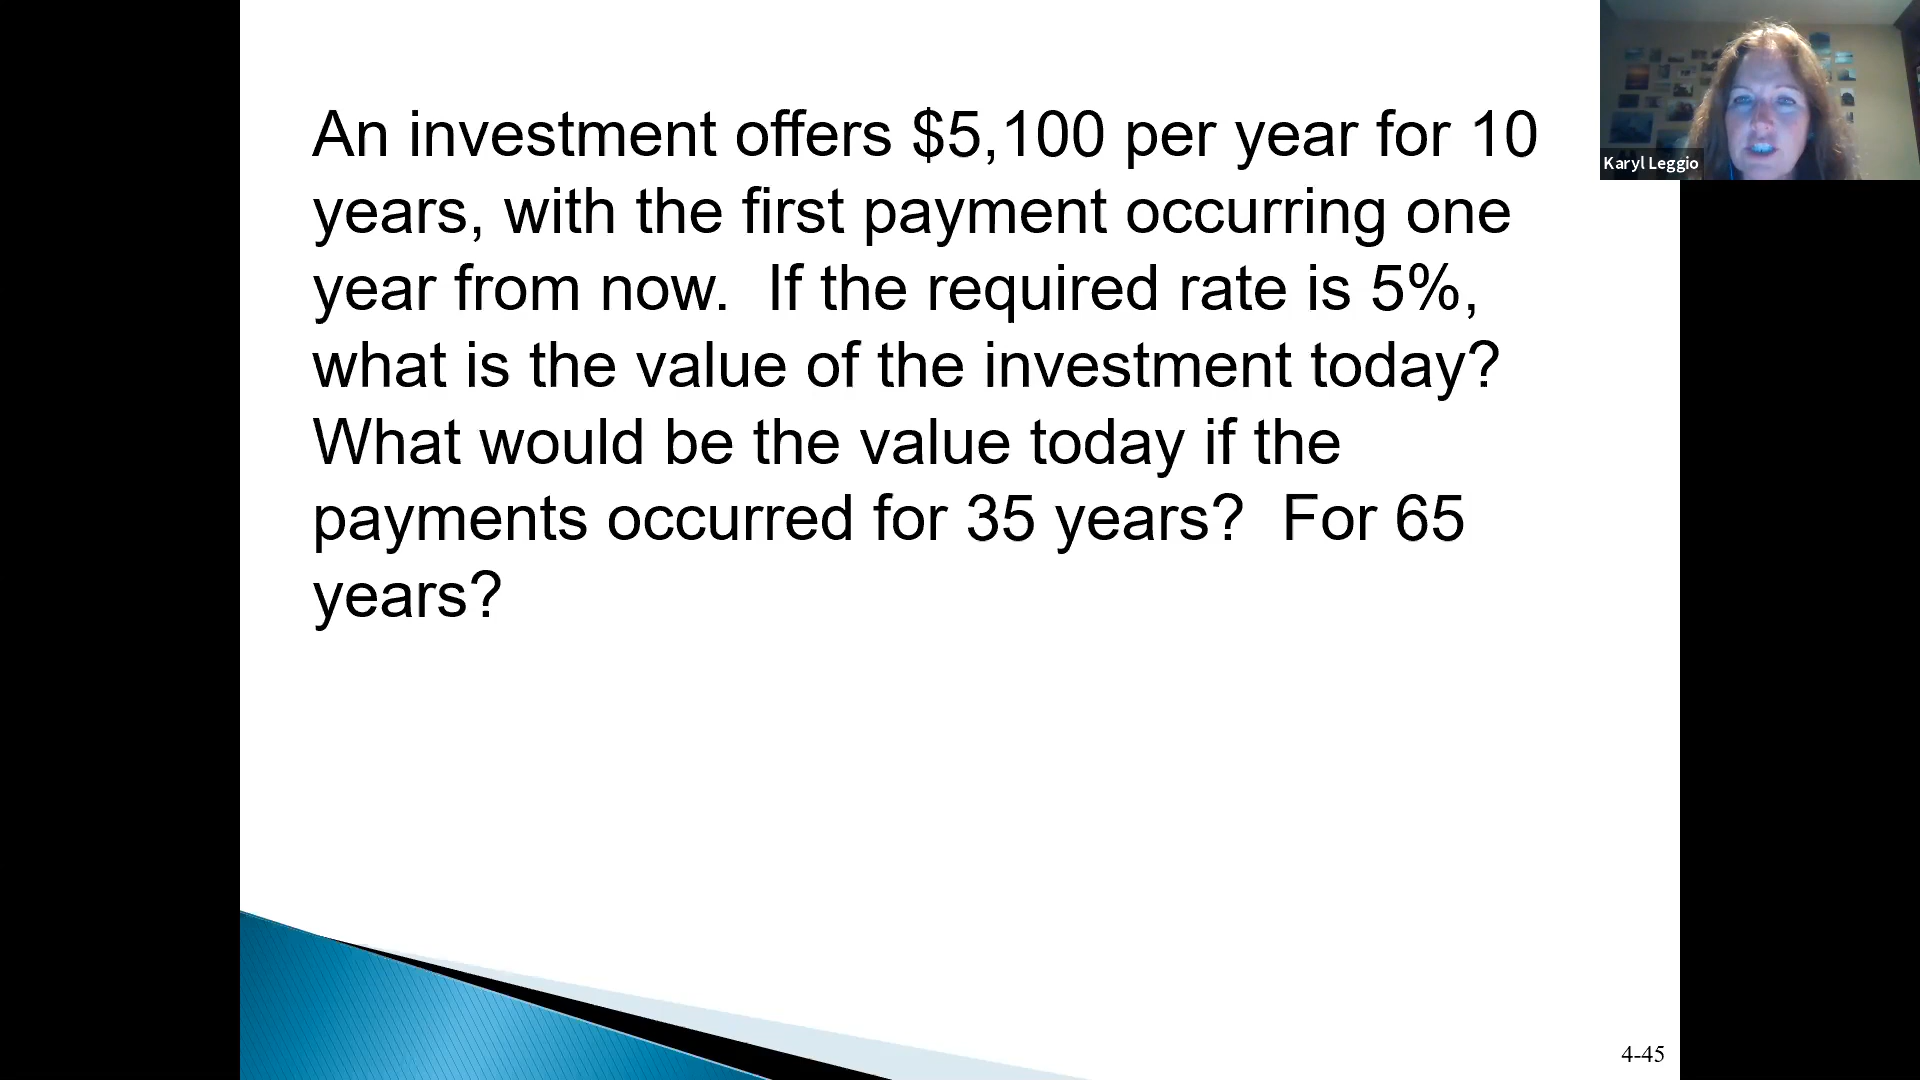 An investment offers $5,100 per year for 10
years, with the first payment occurring one
year from now.  If the required rate is 5%,
what is the value of the investment today?
What would be the value today if the
payments occurred for 35 years?  For 65
years?
Karyl Leggio
4-45